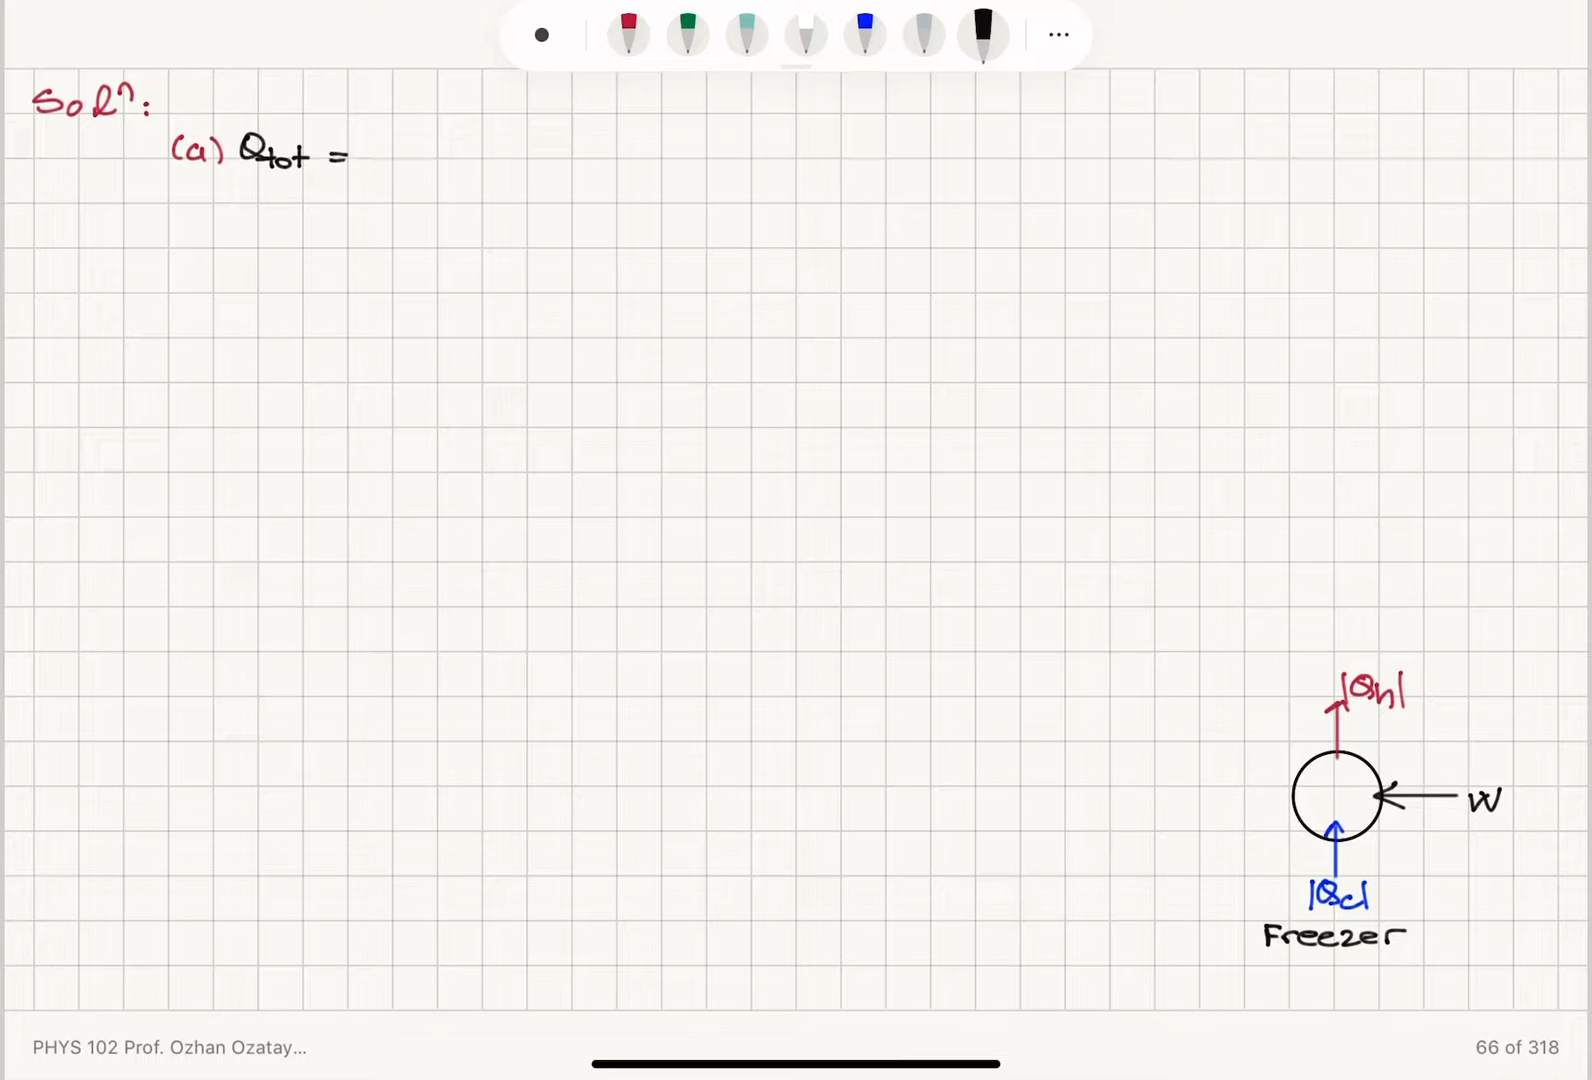 Solⁿ:
(a) Qtot =
|Qh|
W
|Qc|
Freezer
PHYS 102 Prof. Ozhan Ozatay...
66 of 318